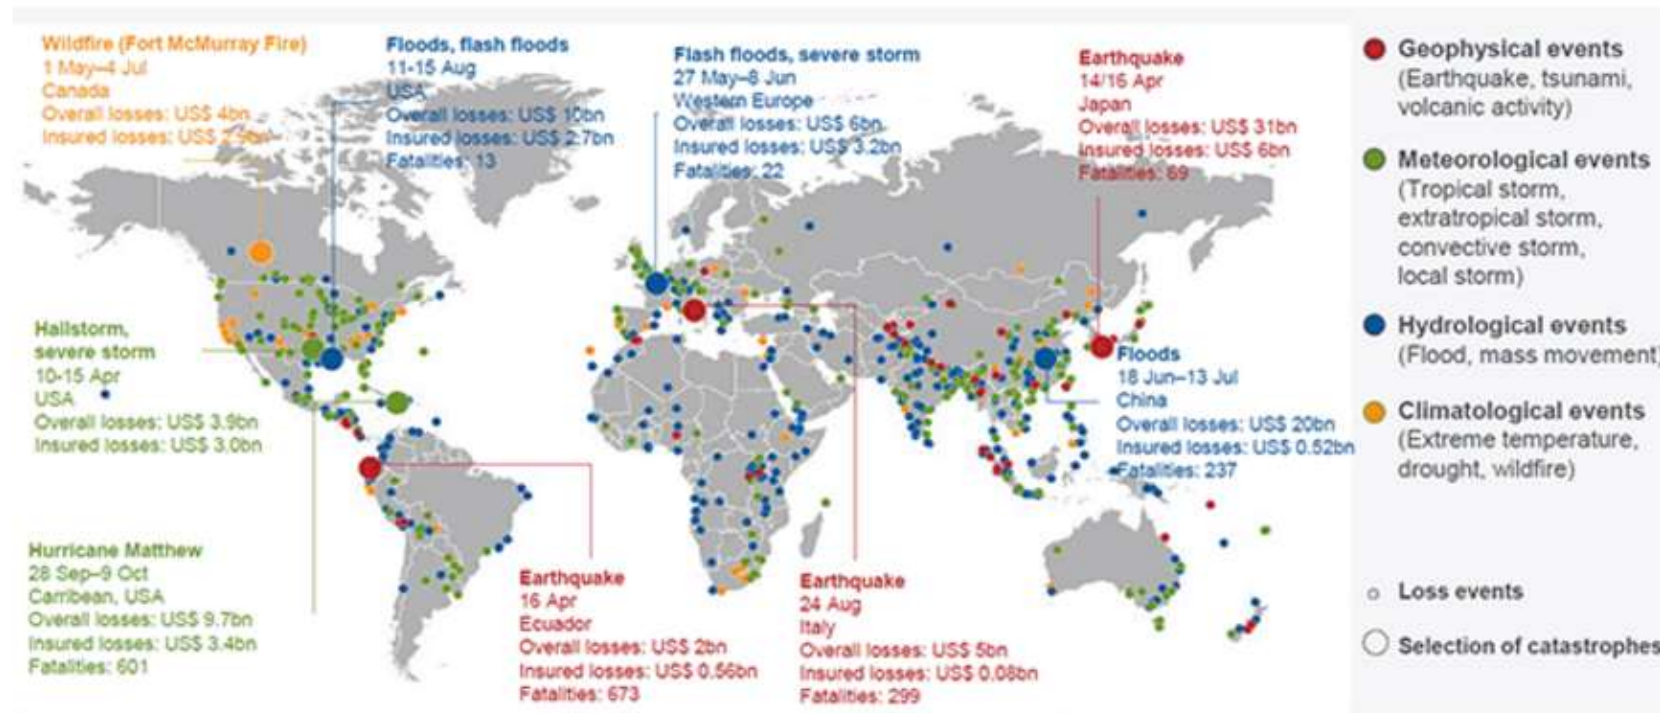 Wildfire (Fort McMurray Fire)
1 May–4 Jul
Canada
Overall losses: US$ 4bn
Insured losses: US$ 2.9bn
Floods, flash floods
11-15 Aug
USA
Overall losses: US$ 10bn
Insured losses: US$ 2.7bn
Fatalities: 13
Flash floods, severe storm
27 May–8 Jun
Western Europe
Overall losses: US$ 6bn
Insured losses: US$ 3.2bn
Fatalities: 22
Earthquake
14/16 Apr
Japan
Overall losses: US$ 31bn
Insured losses: US$ 6bn
Fatalities: 69
Hailstorm,
severe storm
10-15 Apr
USA
Overall losses: US$ 3.9bn
Insured losses: US$ 3.0bn
Floods
18 Jun–13 Jul
China
Overall losses: US$ 20bn
Insured losses: US$ 0.52bn
Fatalities: 237
Hurricane Matthew
28 Sep–9 Oct
Carribean, USA
Overall losses: US$ 9.7bn
Insured losses: US$ 3.4bn
Fatalities: 601
Earthquake
16 Apr
Ecuador
Overall losses: US$ 2bn
Insured losses: US$ 0.56bn
Fatalities: 673
Earthquake
24 Aug
Italy
Overall losses: US$ 5bn
Insured losses: US$ 0.08bn
Fatalities: 299
Geophysical events
(Earthquake, tsunami,
volcanic activity)
Meteorological events
(Tropical storm,
extratropical storm,
convective storm,
local storm)
Hydrological events
(Flood, mass movement)
Climatological events
(Extreme temperature,
drought, wildfire)
Loss events
Selection of catastrophes